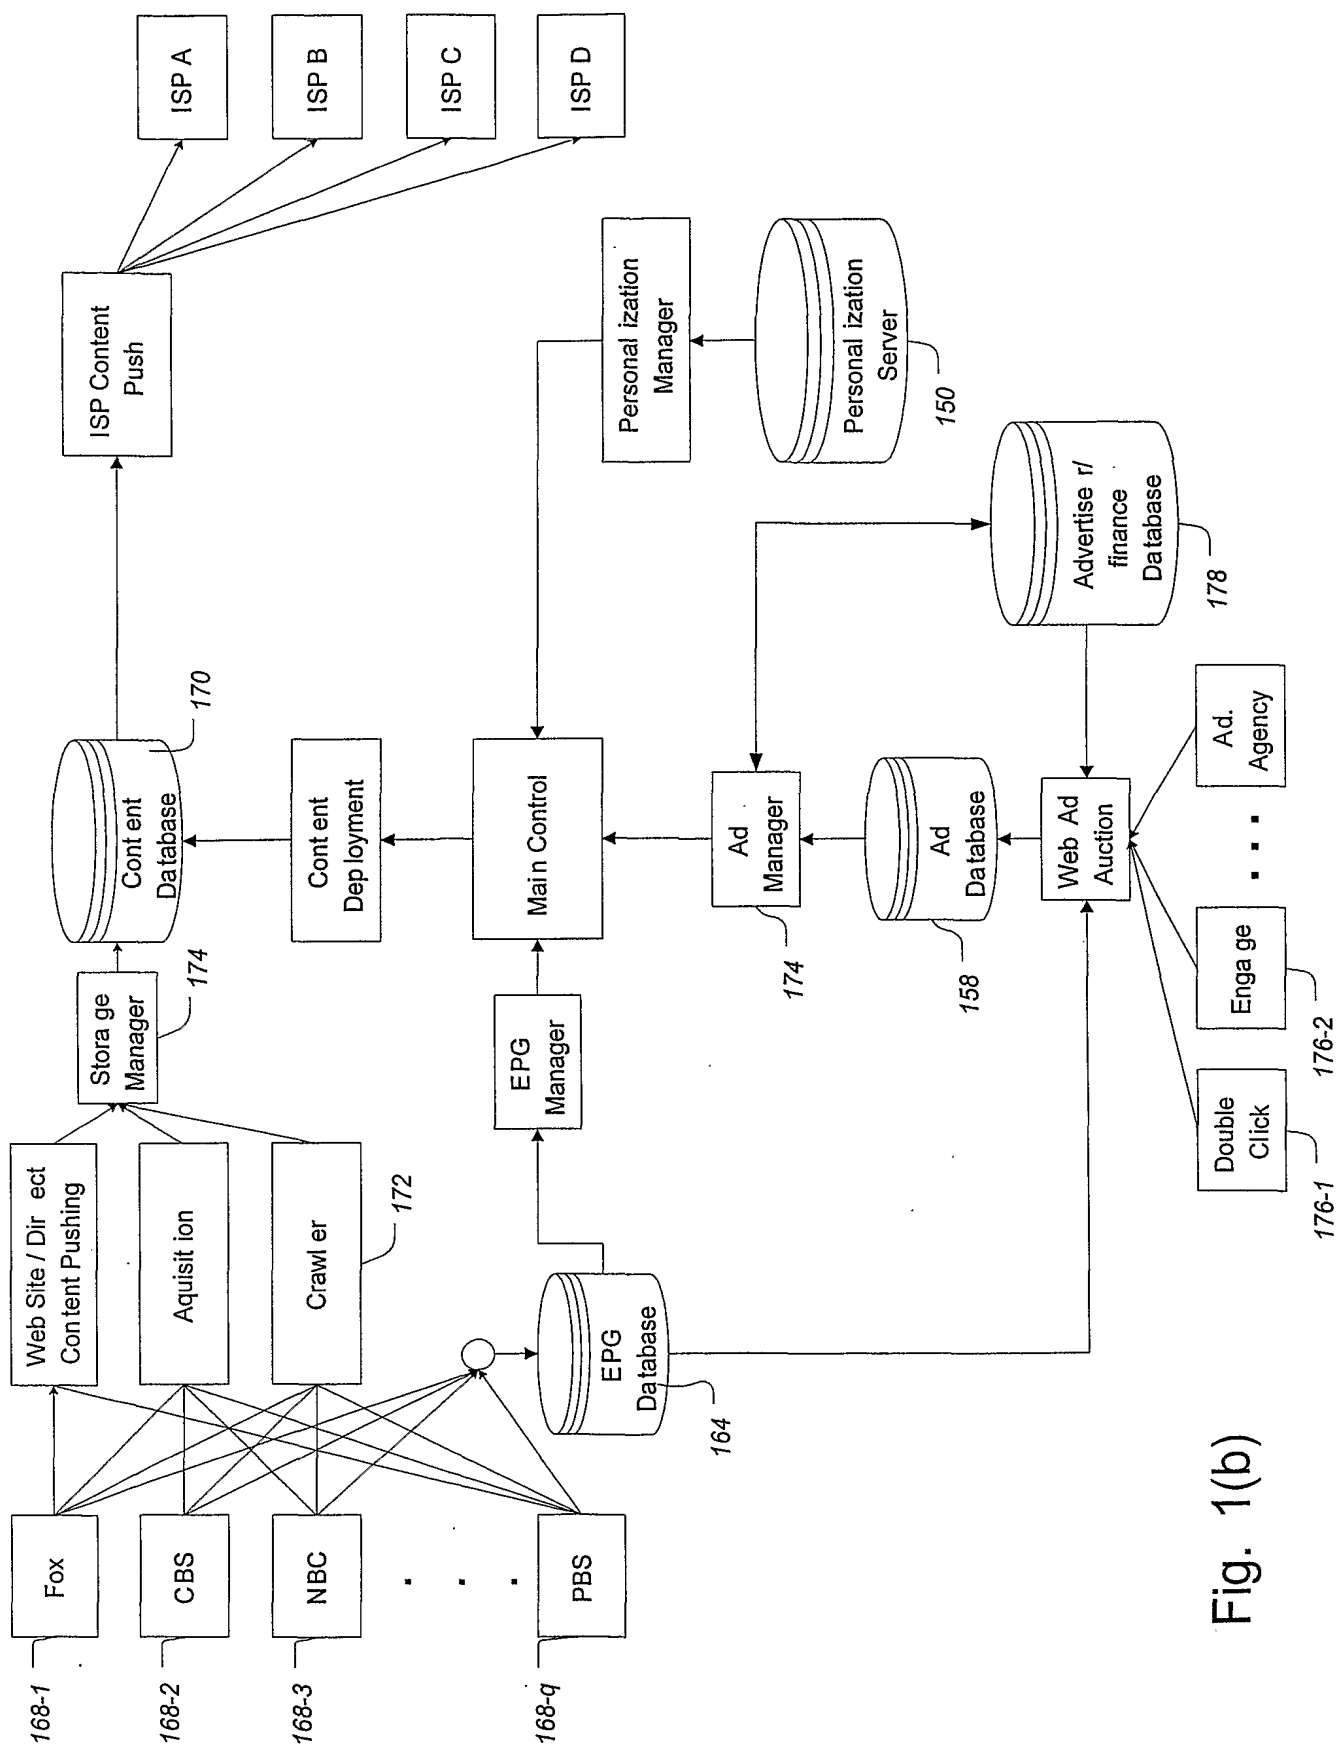 168-1
Fox
Web Site / Dir ect
Content Pushing
Stora ge
Manager
174
Cont ent
Database
170
ISP Content
Push
ISP A
168-2
CBS
Aquisit ion
ISP B
168-3
NBC
Crawl er
172
Cont ent
Dep loyment
ISP C
168-q
PBS
ISP D
EPG
Database
164
EPG
Manager
Mai n Control
Personal ization
Manager
Personal ization
Server
150
Ad
Manager
174
Ad
Database
158
Advertise r/
finance
Database
178
Web Ad
Auction
Double
Click
176-1
Enga ge
176-2
Ad.
Agency
Fig. 1(b)